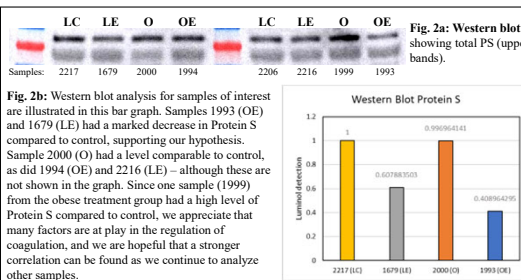 LC LE O OE LC LE O OE
Fig. 2a: Western blot
showing total PS (uppe
bands).
Samples: 2217 1679 2000 1994 2206 2216 1999 1993
Fig. 2b: Western blot analysis for samples of interest
are illustrated in this bar graph. Samples 1993 (OE)
and 1679 (LE) had a marked decrease in Protein S
compared to control, supporting our hypothesis.
Sample 2000 (O) had a level comparable to control,
as did 1994 (OE) and 2216 (LE) – although these are
not shown in the graph. Since one sample (1999)
from the obese treatment group had a high level of
Protein S compared to control, we appreciate that
many factors are at play in the regulation of
coagulation, and we are hopeful that a stronger
correlation can be found as we continue to analyze
other samples.
Western Blot Protein S
Luminol detection
1.2
1
0.8
0.6
0.4
0.2
0
1
0.607883503
0.996964141
0.408964295
2217 (LC) 1679 (LE) 2000 (O) 1993 (OE)